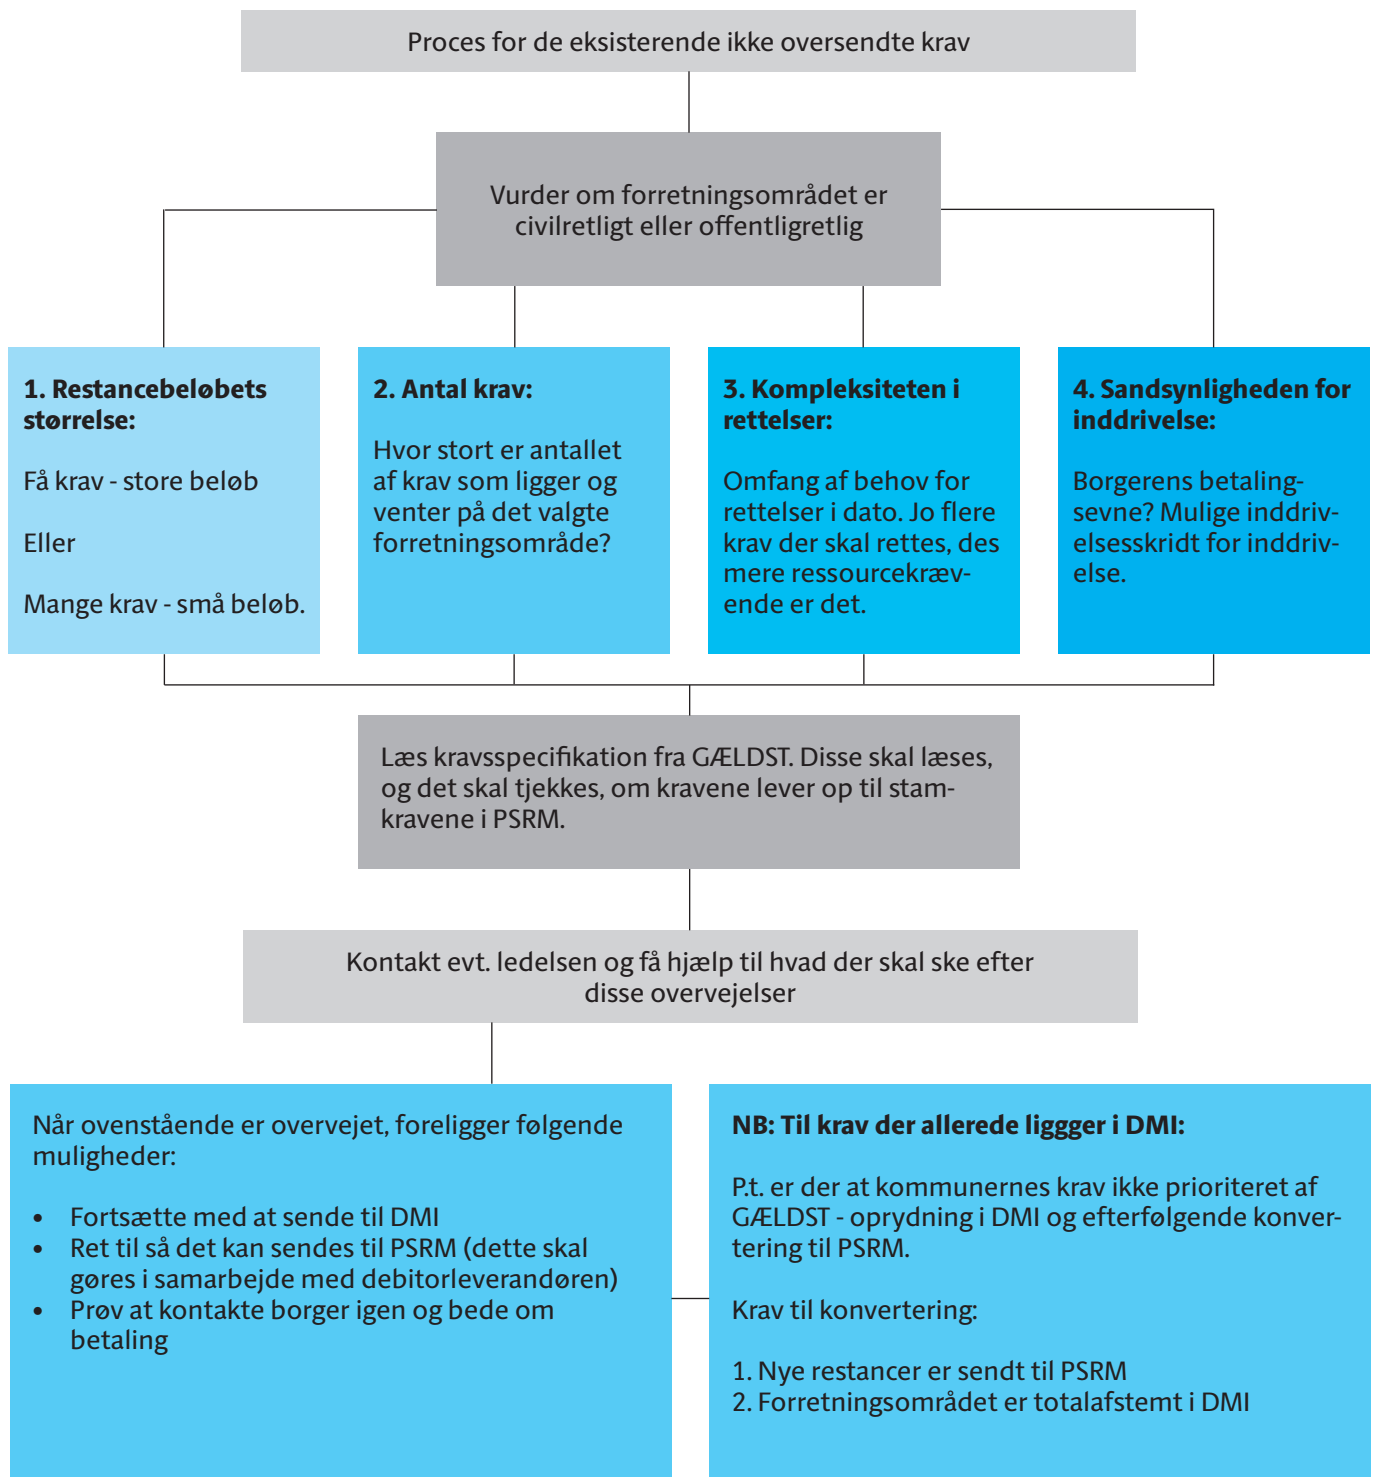 Proces for de eksisterende ikke oversendte krav
Vurder om forretningsområdet er
civilretligt eller offentligretlig
1. Restancebeløbets
størrelse:
Få krav - store beløb
Eller
Mange krav - små beløb.
2. Antal krav:
Hvor stort er antallet
af krav som ligger og
venter på det valgte
forretningsområde?
3. Kompleksiteten i
rettelser:
Omfang af behov for
rettelser i dato. Jo flere
krav der skal rettes, des
mere ressourcekræv-
ende er det.
4. Sandsynligheden for
inddrivelse:
Borgerens betaling-
sevne? Mulige inddriv-
elsesskridt for inddriv-
else.
Læs kravsspecifikation fra GÆLDST. Disse skal læses,
og det skal tjekkes, om kravene lever op til stam-
kravene i PSRM.
Kontakt evt. ledelsen og få hjælp til hvad der skal ske efter
disse overvejelser
Når ovenstående er overvejet, foreligger følgende
muligheder:
• Fortsætte med at sende til DMI
• Ret til så det kan sendes til PSRM (dette skal
gøres i samarbejde med debitorleverandøren)
• Prøv at kontakte borger igen og bede om
betaling
NB: Til krav der allerede liggger i DMI:
P.t. er der at kommunernes krav ikke prioriteret af
GÆLDST - oprydning i DMI og efterfølgende konver-
tering til PSRM.
Krav til konvertering:
1. Nye restancer er sendt til PSRM
2. Forretningsområdet er totalafstemt i DMI